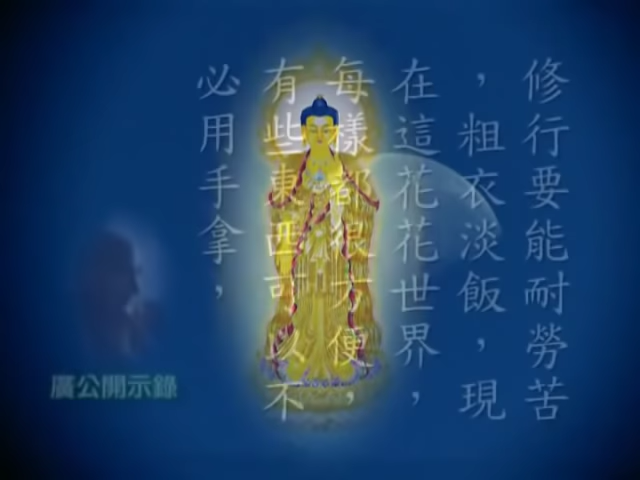 修行要能耐勞苦
，粗衣淡飯，現
在這花花世界，
每樣都很方便，
有些東西可以不
必用手拿，
廣公開示錄